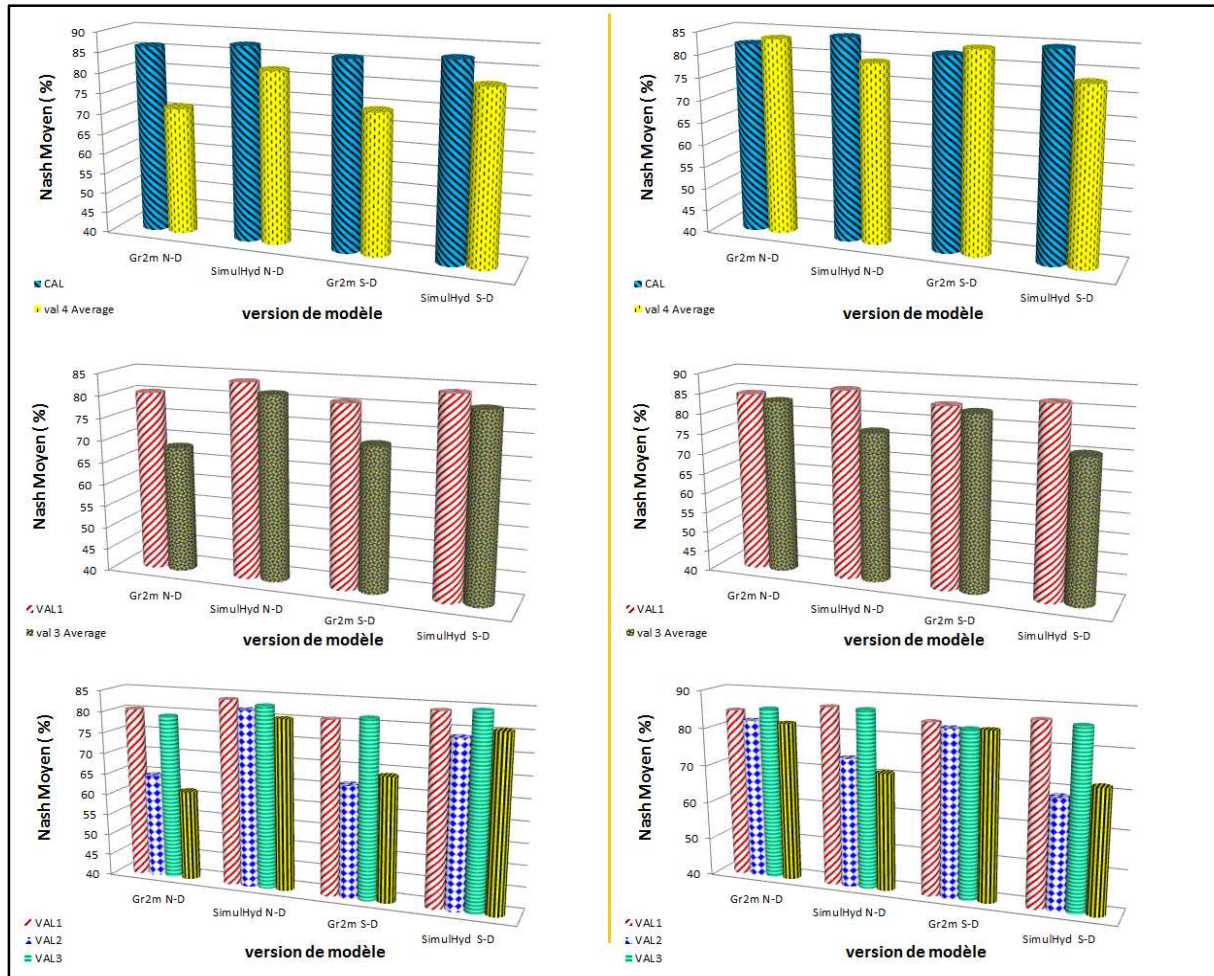 90
85
80
75
70
65
60
55
50
45
40
Nash Moyen ( %)
Gr2m N-D
SimulHyd N-D
Gr2m S-D
SimulHyd S-D
CAL
val 4 Average
version de modèle
85
80
75
70
65
60
55
50
45
40
Nash Moyen ( %)
Gr2m N-D
SimulHyd N-D
Gr2m S-D
SimulHyd S-D
CAL
val 4 Average
version de modèle
85
80
75
70
65
60
55
50
45
40
Nash Moyen ( %)
Gr2m N-D
SimulHyd N-D
Gr2m S-D
SimulHyd S-D
VAL1
val 3 Average
version de modèle
90
85
80
75
70
65
60
55
50
45
40
Nash Moyen ( %)
Gr2m N-D
SimulHyd N-D
Gr2m S-D
SimulHyd S-D
VAL1
val 3 Average
version de modèle
85
80
75
70
65
60
55
50
45
40
Nash Moyen ( %)
Gr2m N-D
SimulHyd N-D
Gr2m S-D
SimulHyd S-D
VAL1
VAL2
VAL3
version de modèle
90
80
70
60
50
40
Nash Moyen ( %)
Gr2m N-D
SimulHyd N-D
Gr2m S-D
SimulHyd S-D
VAL1
VAL2
VAL3
version de modèle